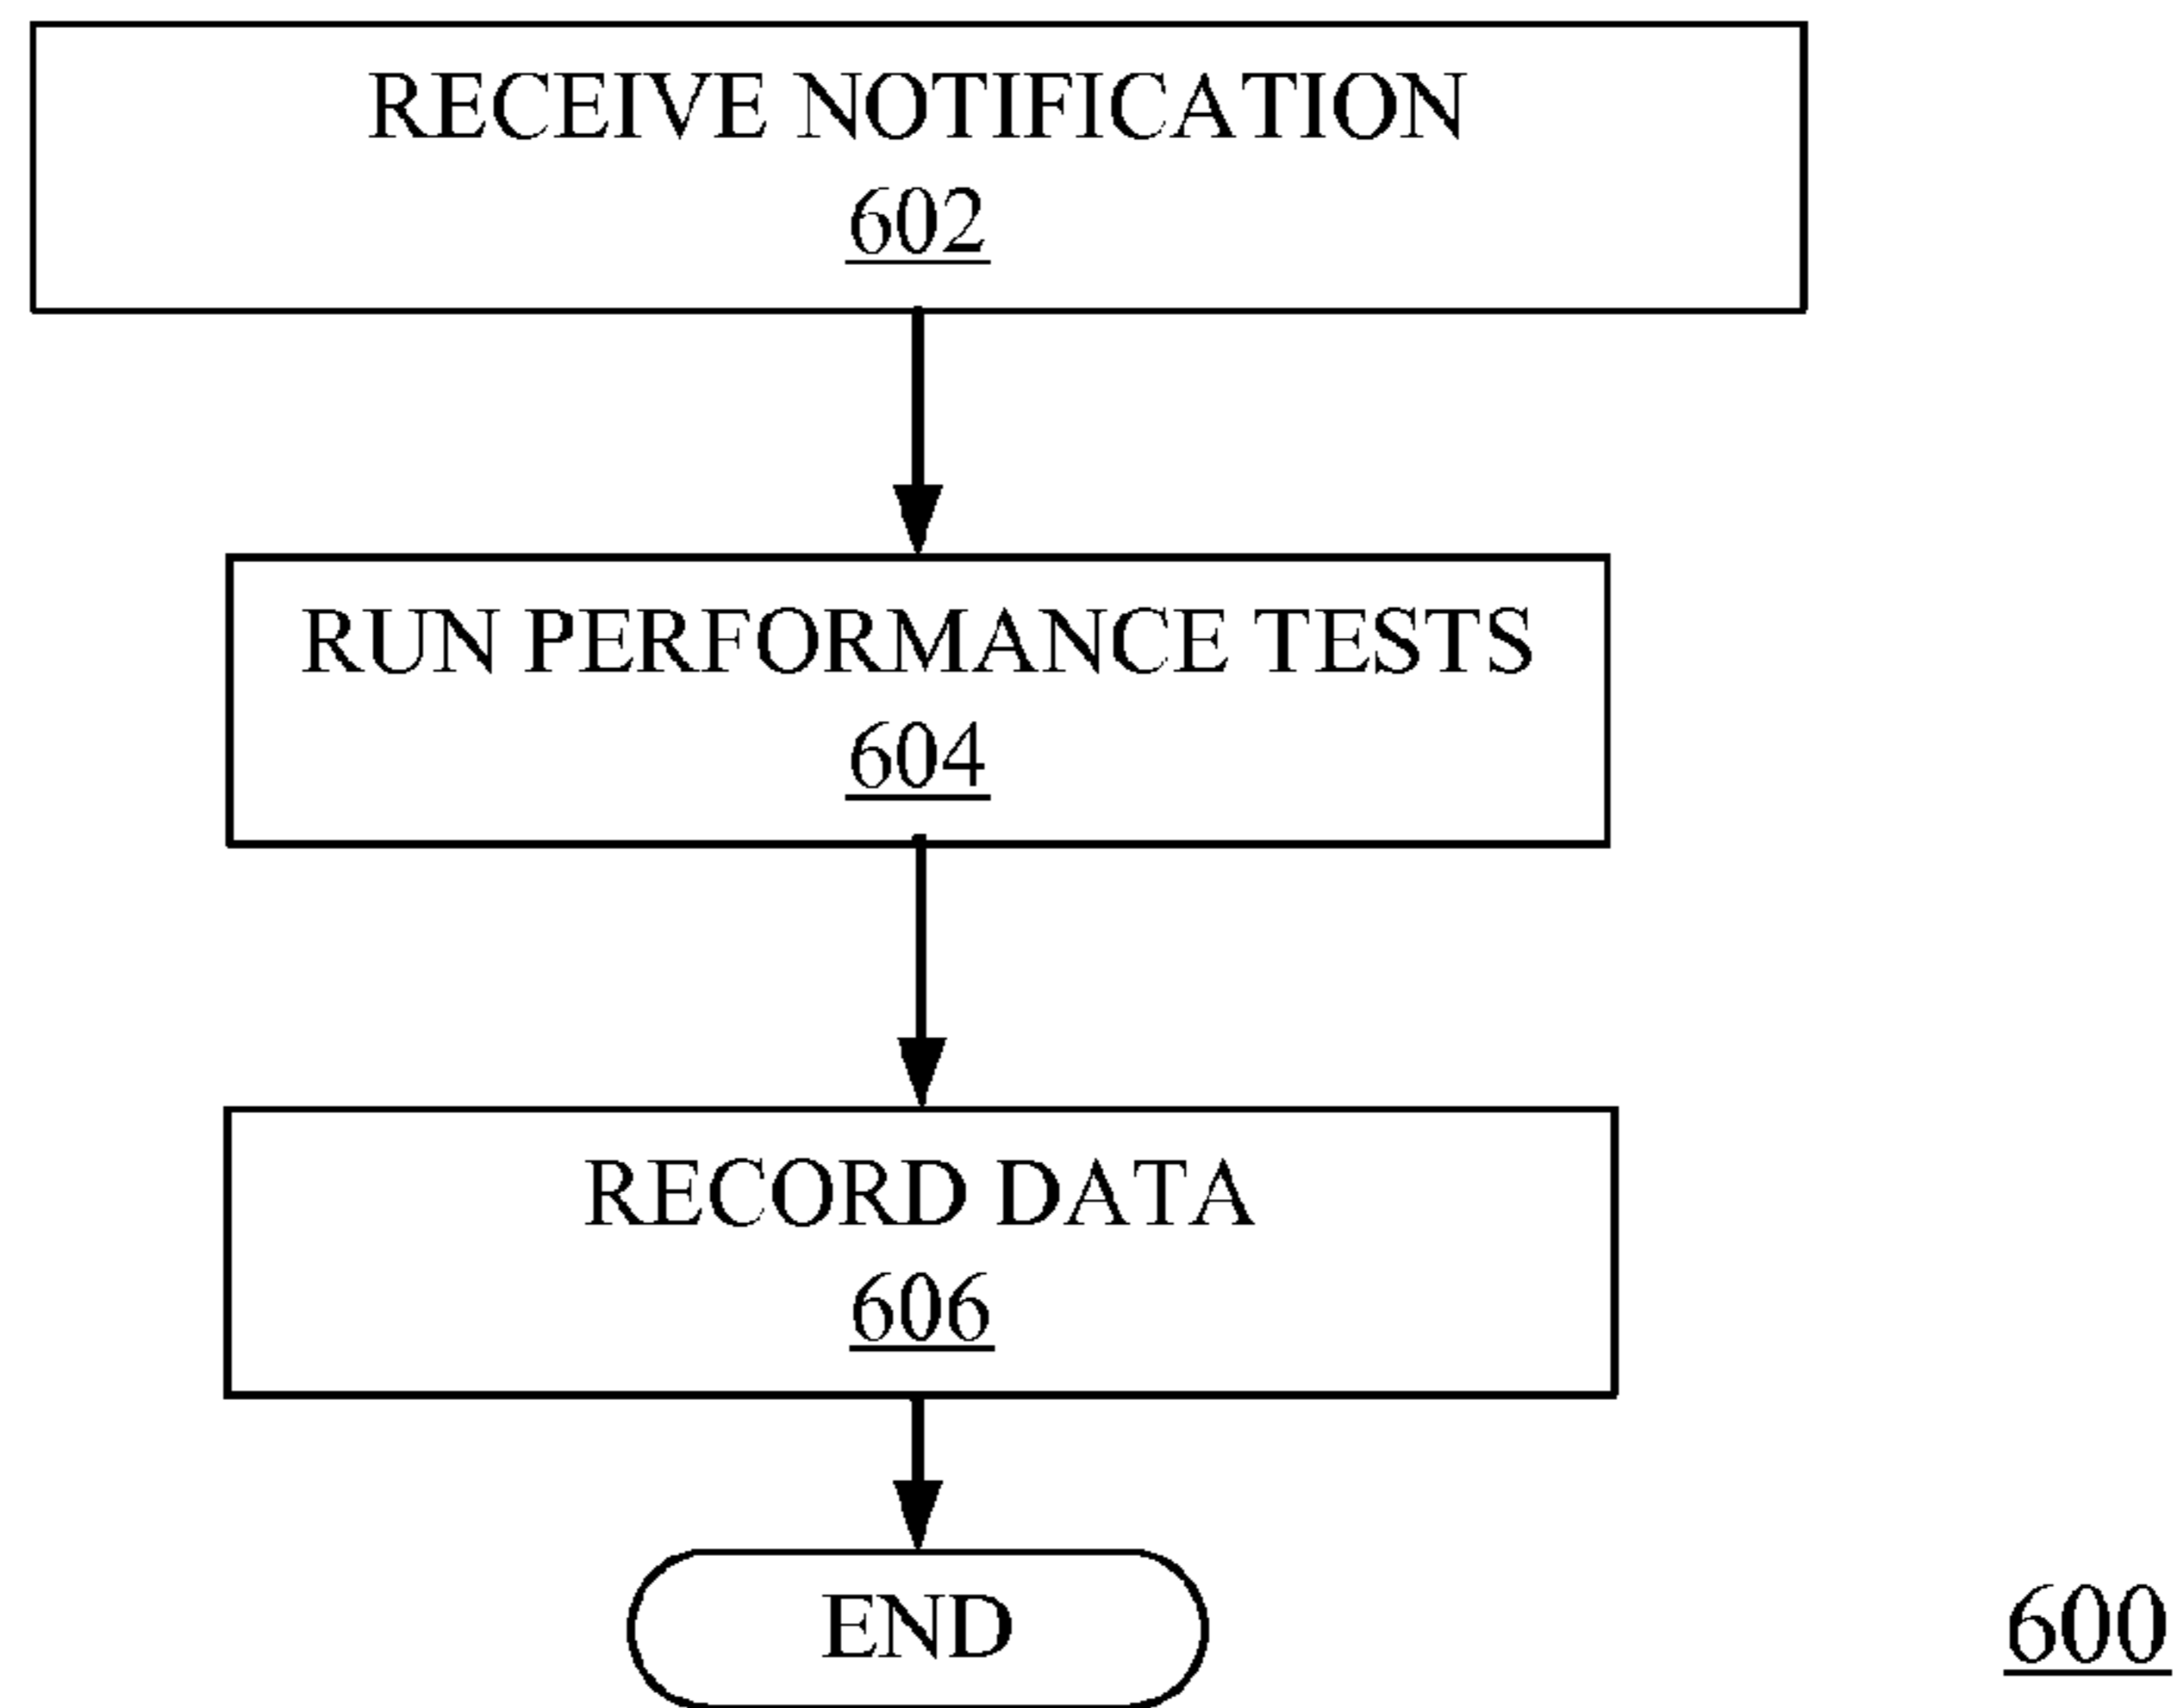 RECEIVE NOTIFICATION
602
RUN PERFORMANCE TESTS
604
RECORD DATA
606
END
600